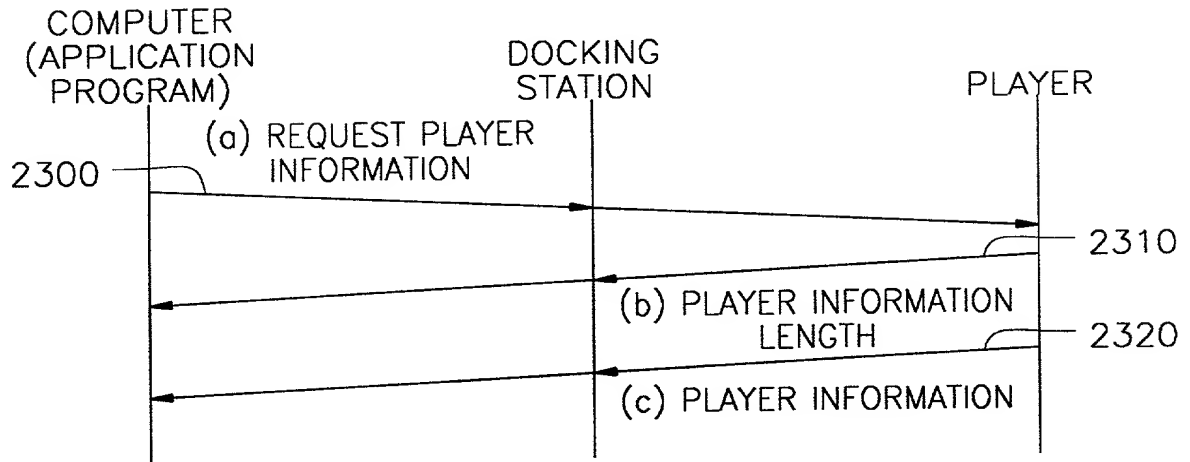 COMPUTER
(APPLICATION
PROGRAM)
DOCKING
STATION
PLAYER
(a) REQUEST PLAYER
INFORMATION
2300
2310
(b) PLAYER INFORMATION
LENGTH
2320
(c) PLAYER INFORMATION